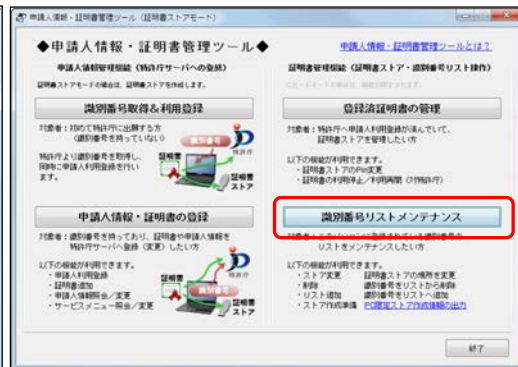 申請人情報・証明書管理ツール（証明書ストアモード）
◆申請人情報・証明書管理ツール◆
申請人情報・証明書管理ツールとは？
申請人情報管理機能（特許庁サーバへの登録）
証明書ストアモードの場合は、証明書ストアを作成します。
識別番号取得＆利用登録
対象者：初めて特許庁に出願する方
（識別番号を持っていない）
特許庁より識別番号を取得し、
同時に申請人利用登録を行い
ます。
識別番号
証明書
特許庁
証明書
ストア
申請人情報・証明書の登録
対象者：識別番号を持っており、証明書や申請人情報を
特許庁サーバへ登録（変更）したい方
以下の機能が利用できます。
・申請人利用登録
・証明書追加
・申請人情報照会／変更
・サービスメニュー照会／変更
証明書
識別番号
特許庁
証明書
ストア
証明書管理機能（証明書ストア・識別番号リスト操作）
登録済証明書の管理
対象者：特許庁へ申請人利用登録が済んでいて、
証明書ストアを管理したい方
以下の機能が利用できます。
・証明書ストアのPin変更
・証明書の利用停止／利用再開（対特許庁）
識別番号リストメンテナンス
リストをメンテナンスしたい方
以下の機能が利用できます。
・ストア変更　証明書ストアの場所を変更
・削除　識別番号をリストから削除
・リスト追加　識別番号をリストへ追加
・ストア作成準備　PC限定ストア作成情報の出力
終了